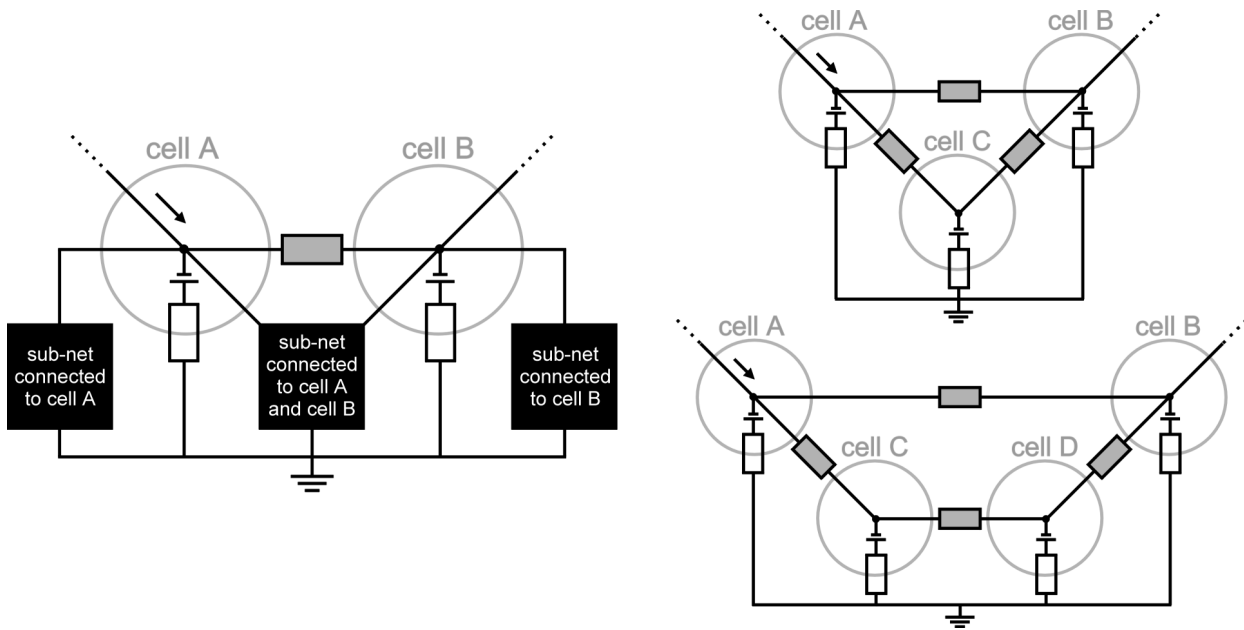 cell A
cell B
sub-net
connected
to cell A
sub-net
connected
to cell A
and cell B
sub-net
connected
to cell B
cell A
cell B
cell C
cell A
cell B
cell C
cell D